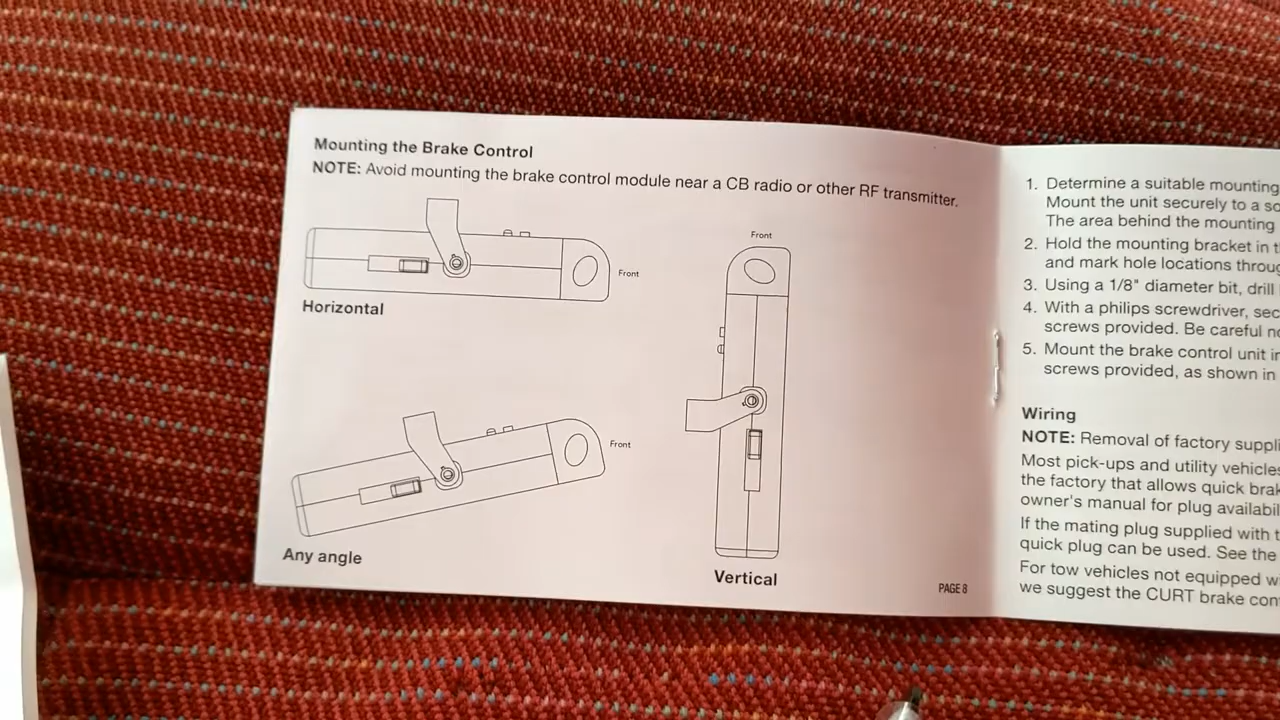 Mounting the Brake Control
NOTE: Avoid mounting the brake control module near a CB radio or other RF transmitter.
Front
Horizontal
Front
Any angle
Front
Vertical
PAGE 8
1. Determine a suitable mounting
Mount the unit securely to a
The area behind the mounting
2. Hold the mounting bracket in
and mark hole locations
3. Using a 1/8" diameter bit, drill
4. With a philips screwdriver,
screws provided. Be careful
5. Mount the brake control unit
screws provided, as shown in
Wiring
NOTE: Removal of factory
Most pick-ups and utility vehicles
the factory that allows quick
owner's manual for plug
If the mating plug supplied with
quick plug can be used. See the
For tow vehicles not equipped
we suggest the CURT brake